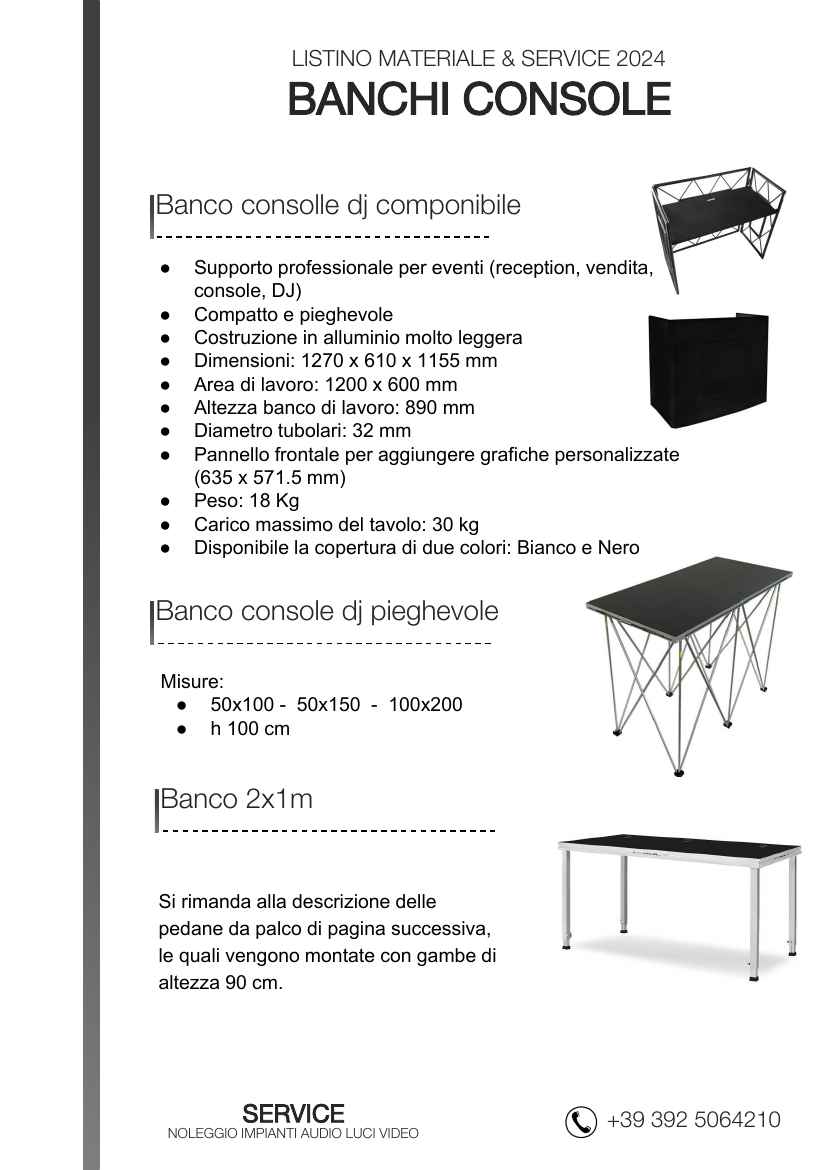 LISTINO MATERIALE & SERVICE 2024
BANCHI CONSOLE
Banco consolle dj componibile
● Supporto professionale per eventi (reception, vendita,
console, DJ)
● Compatto e pieghevole
● Costruzione in alluminio molto leggera
● Dimensioni: 1270 x 610 x 1155 mm
● Area di lavoro: 1200 x 600 mm
● Altezza banco di lavoro: 890 mm
● Diametro tubolari: 32 mm
● Pannello frontale per aggiungere grafiche personalizzate
(635 x 571.5 mm)
● Peso: 18 Kg
● Carico massimo del tavolo: 30 kg
● Disponibile la copertura di due colori: Bianco e Nero
Banco console dj pieghevole
Misure:
● 50x100 - 50x150 - 100x200
● h 100 cm
Banco 2x1m
Si rimanda alla descrizione delle
pedane da palco di pagina successiva,
le quali vengono montate con gambe di
altezza 90 cm.
SERVICE
NOLEGGIO IMPIANTI AUDIO LUCI VIDEO
+39 392 5064210